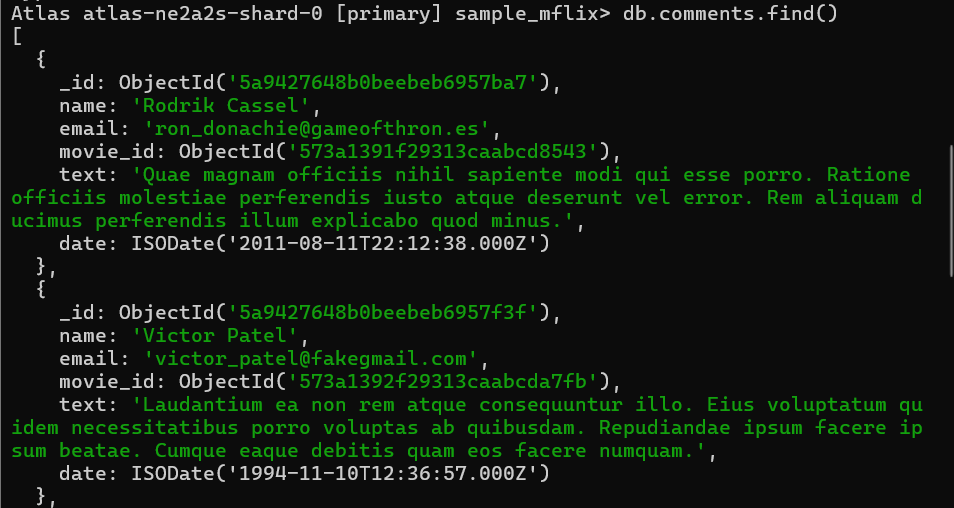 Atlas atlas-ne2a2s-shard-0 [primary] sample_mflix> db.comments.find()
[
  {
    _id: ObjectId('5a9427648b0beebeb6957ba7'),
    name: 'Rodrik Cassel',
    email: 'ron_donachie@gameofthron.es',
    movie_id: ObjectId('573a1391f29313caabcd8543'),
    text: 'Quae magnam officiis nihil sapiente modi qui esse porro. Ratione
officiis molestiae perferendis iusto atque deserunt vel error. Rem aliquam d
ucimus perferendis illum explicabo quod minus.',
    date: ISODate('2011-08-11T22:12:38.000Z')
  },
  {
    _id: ObjectId('5a9427648b0beebeb6957f3f'),
    name: 'Victor Patel',
    email: 'victor_patel@fakegmail.com',
    movie_id: ObjectId('573a1392f29313caabcda7fb'),
    text: 'Laudantium ea non rem atque consequuntur illo. Eius voluptatum qu
idem necessitatibus porro voluptas ab quibusdam. Repudiandae ipsum facere ip
sum beatae. Cumque eaque debitis quam eos facere numquam.',
    date: ISODate('1994-11-10T12:36:57.000Z')
  },